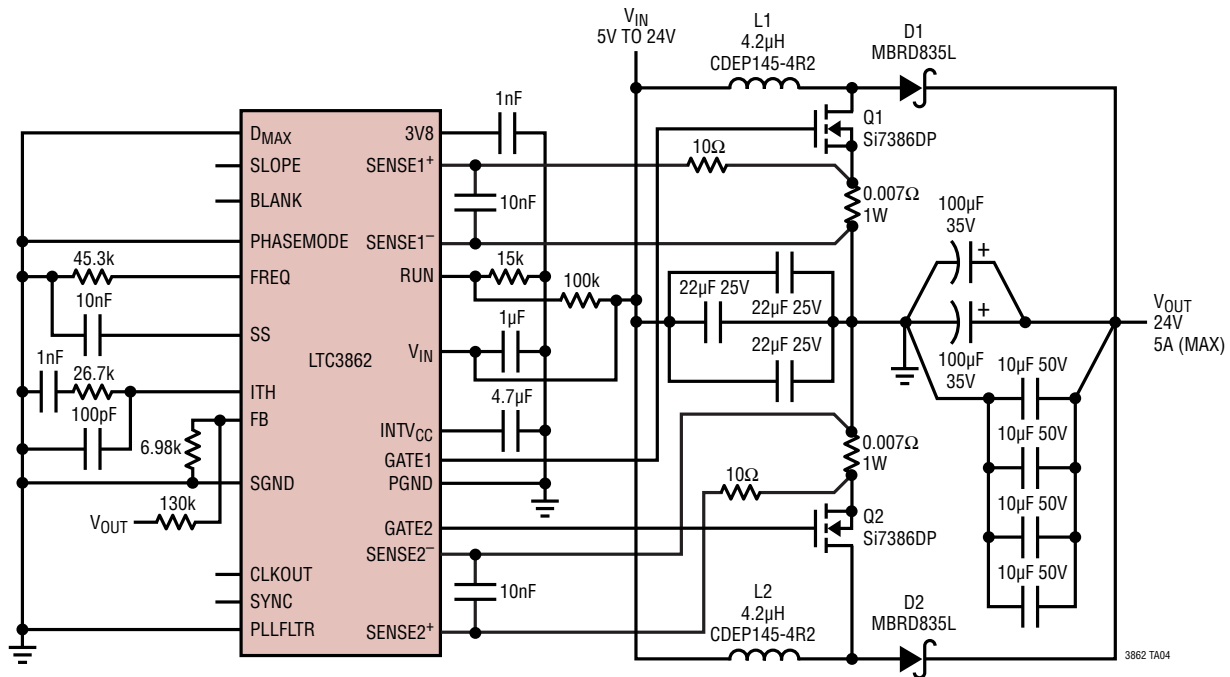 VIN
5V TO 24V
L1
4.2µH
CDEP145-4R2
D1
MBRD835L
1nF
DMAX
3V8
Q1
Si7386DP
SLOPE
SENSE1+
10Ω
BLANK
10nF
0.007Ω
1W
100µF
35V
PHASEMODE
SENSE1–
45.3k
FREQ
RUN
15k
100k
10nF
22µF 25V
22µF 25V
SS
1µF
VOUT
24V
5A (MAX)
VIN
LTC3862
22µF 25V
1nF
26.7k
ITH
100pF
4.7µF
100µF
35V
10µF 50V
FB
6.98k
INTVCC
GATE1
0.007Ω
1W
10µF 50V
SGND
PGND
10Ω
130k
VOUT
GATE2
Q2
Si7386DP
10µF 50V
SENSE2–
CLKOUT
10nF
10µF 50V
SYNC
L2
4.2µH
CDEP145-4R2
D2
MBRD835L
PLLFLTR
SENSE2+
3862 TA04